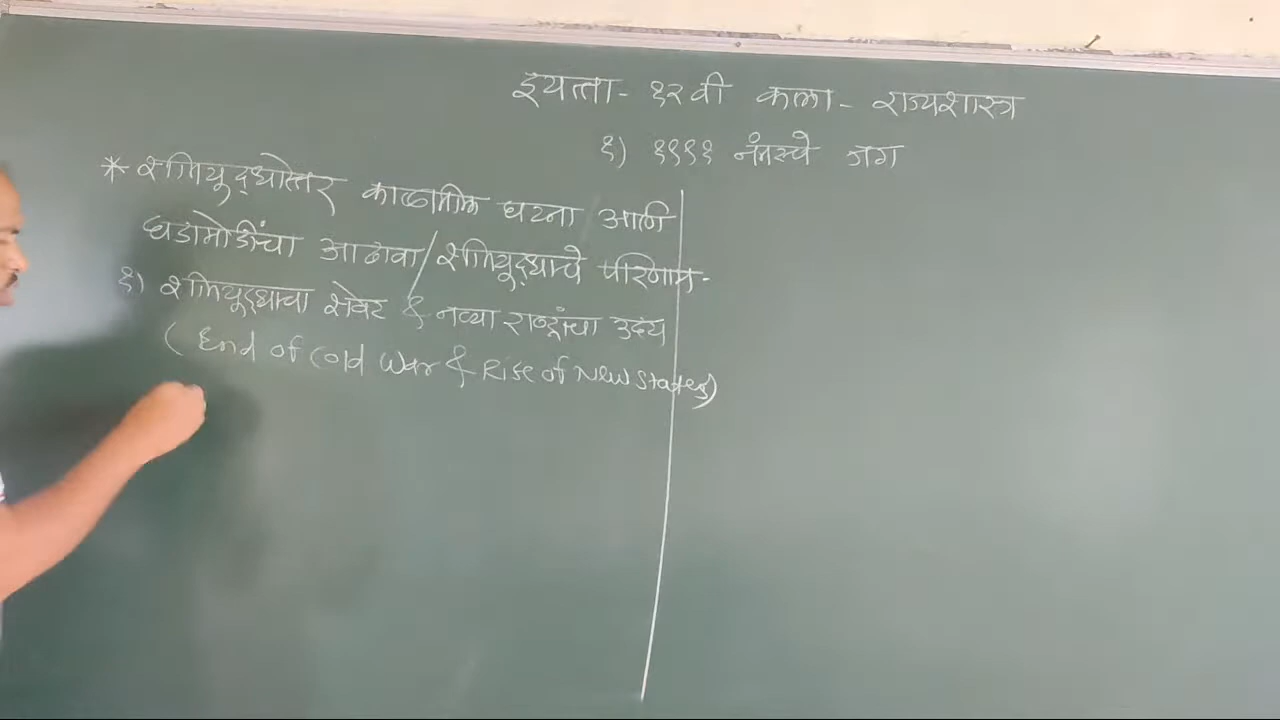 इयत्ता - १२वी कला - राज्यशास्त्र
१) १९९१ नंतरचे जग
* शीतयुद्धोत्तर काळातील घटना आणि
घडामोडींचा आढावा / शीतयुद्धाचे परिणाम -
१) शीतयुद्धाचा शेवट & नव्या राष्ट्रांचा उदय
( End of Cold War & Rise of New States)